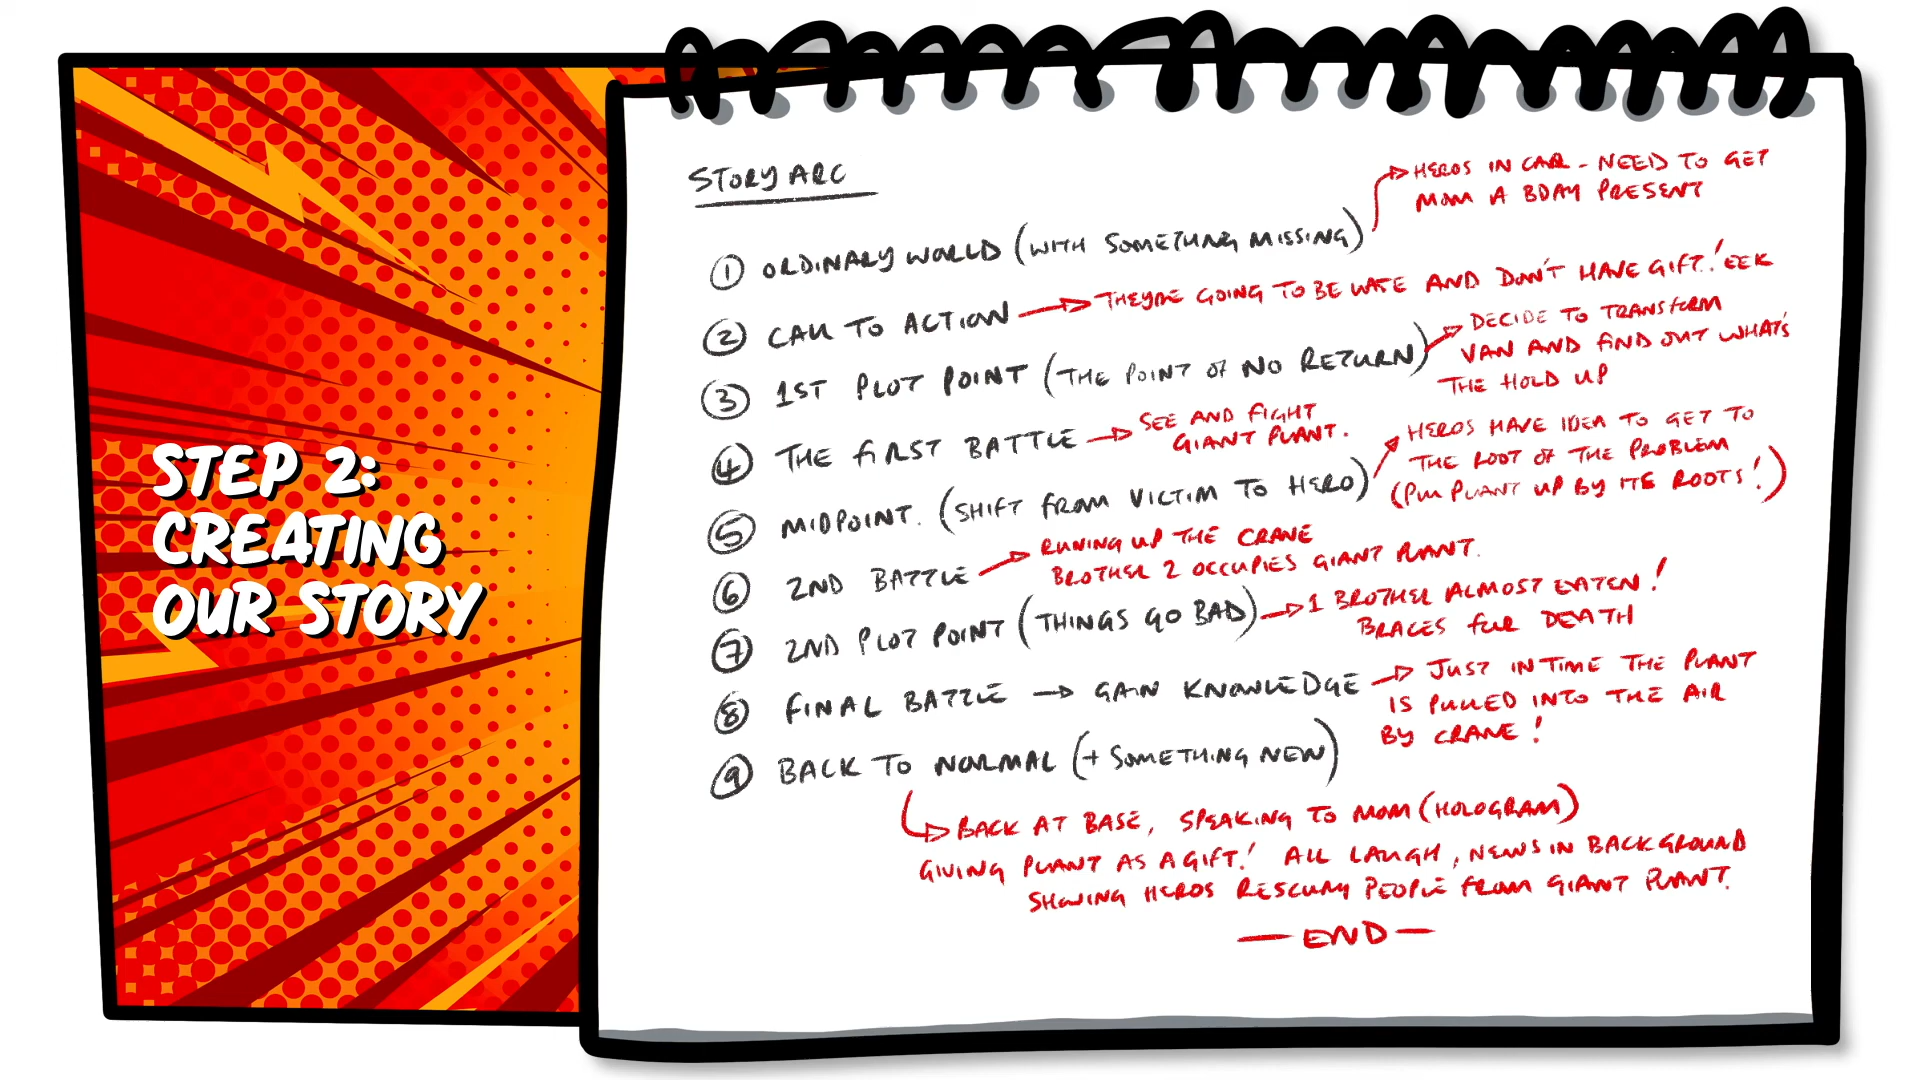 STEP 2:
CREATING
OUR STORY
STORY ARC
① ORDINARY WORLD (WITH SOMETHING MISSING)
HEROS IN CAR - NEED TO GET
MOM A BDAY PRESENT
② CALL TO ACTION
THEYRE GOING TO BE LATE AND DON'T HAVE GIFT! EEK
③ 1ST PLOT POINT (THE POINT OF NO RETURN)
DECIDE TO TRANSFORM
VAN AND FIND OUT WHAT'S
THE HOLD UP
④ THE FIRST BATTLE
SEE AND FIGHT
GIANT PLANT.
⑤ MIDPOINT. (SHIFT FROM VICTIM TO HERO)
HEROS HAVE IDEA TO GET TO
THE ROOT OF THE PROBLEM
(PULL PLANT UP BY ITS ROOTS!)
⑥ 2ND BATTLE
RUNING UP THE CRANE
BROTHER 2 OCCUPIES GIANT PLANT.
⑦ 2ND PLOT POINT (THINGS GO BAD)
1 BROTHER ALMOST EATEN!
BRACES FOR DEATH
⑧ FINAL BATTLE → GAIN KNOWLEDGE
JUST IN TIME THE PLANT
IS PULLED INTO THE AIR
BY CRANE!
⑨ BACK TO NORMAL (+ SOMETHING NEW)
BACK AT BASE, SPEAKING TO MOM (HOLOGRAM)
GIVING PLANT AS A GIFT! ALL LAUGH, NEWS IN BACKGROUND
SHOWING HEROS RESCUING PEOPLE FROM GIANT PLANT.
— END —